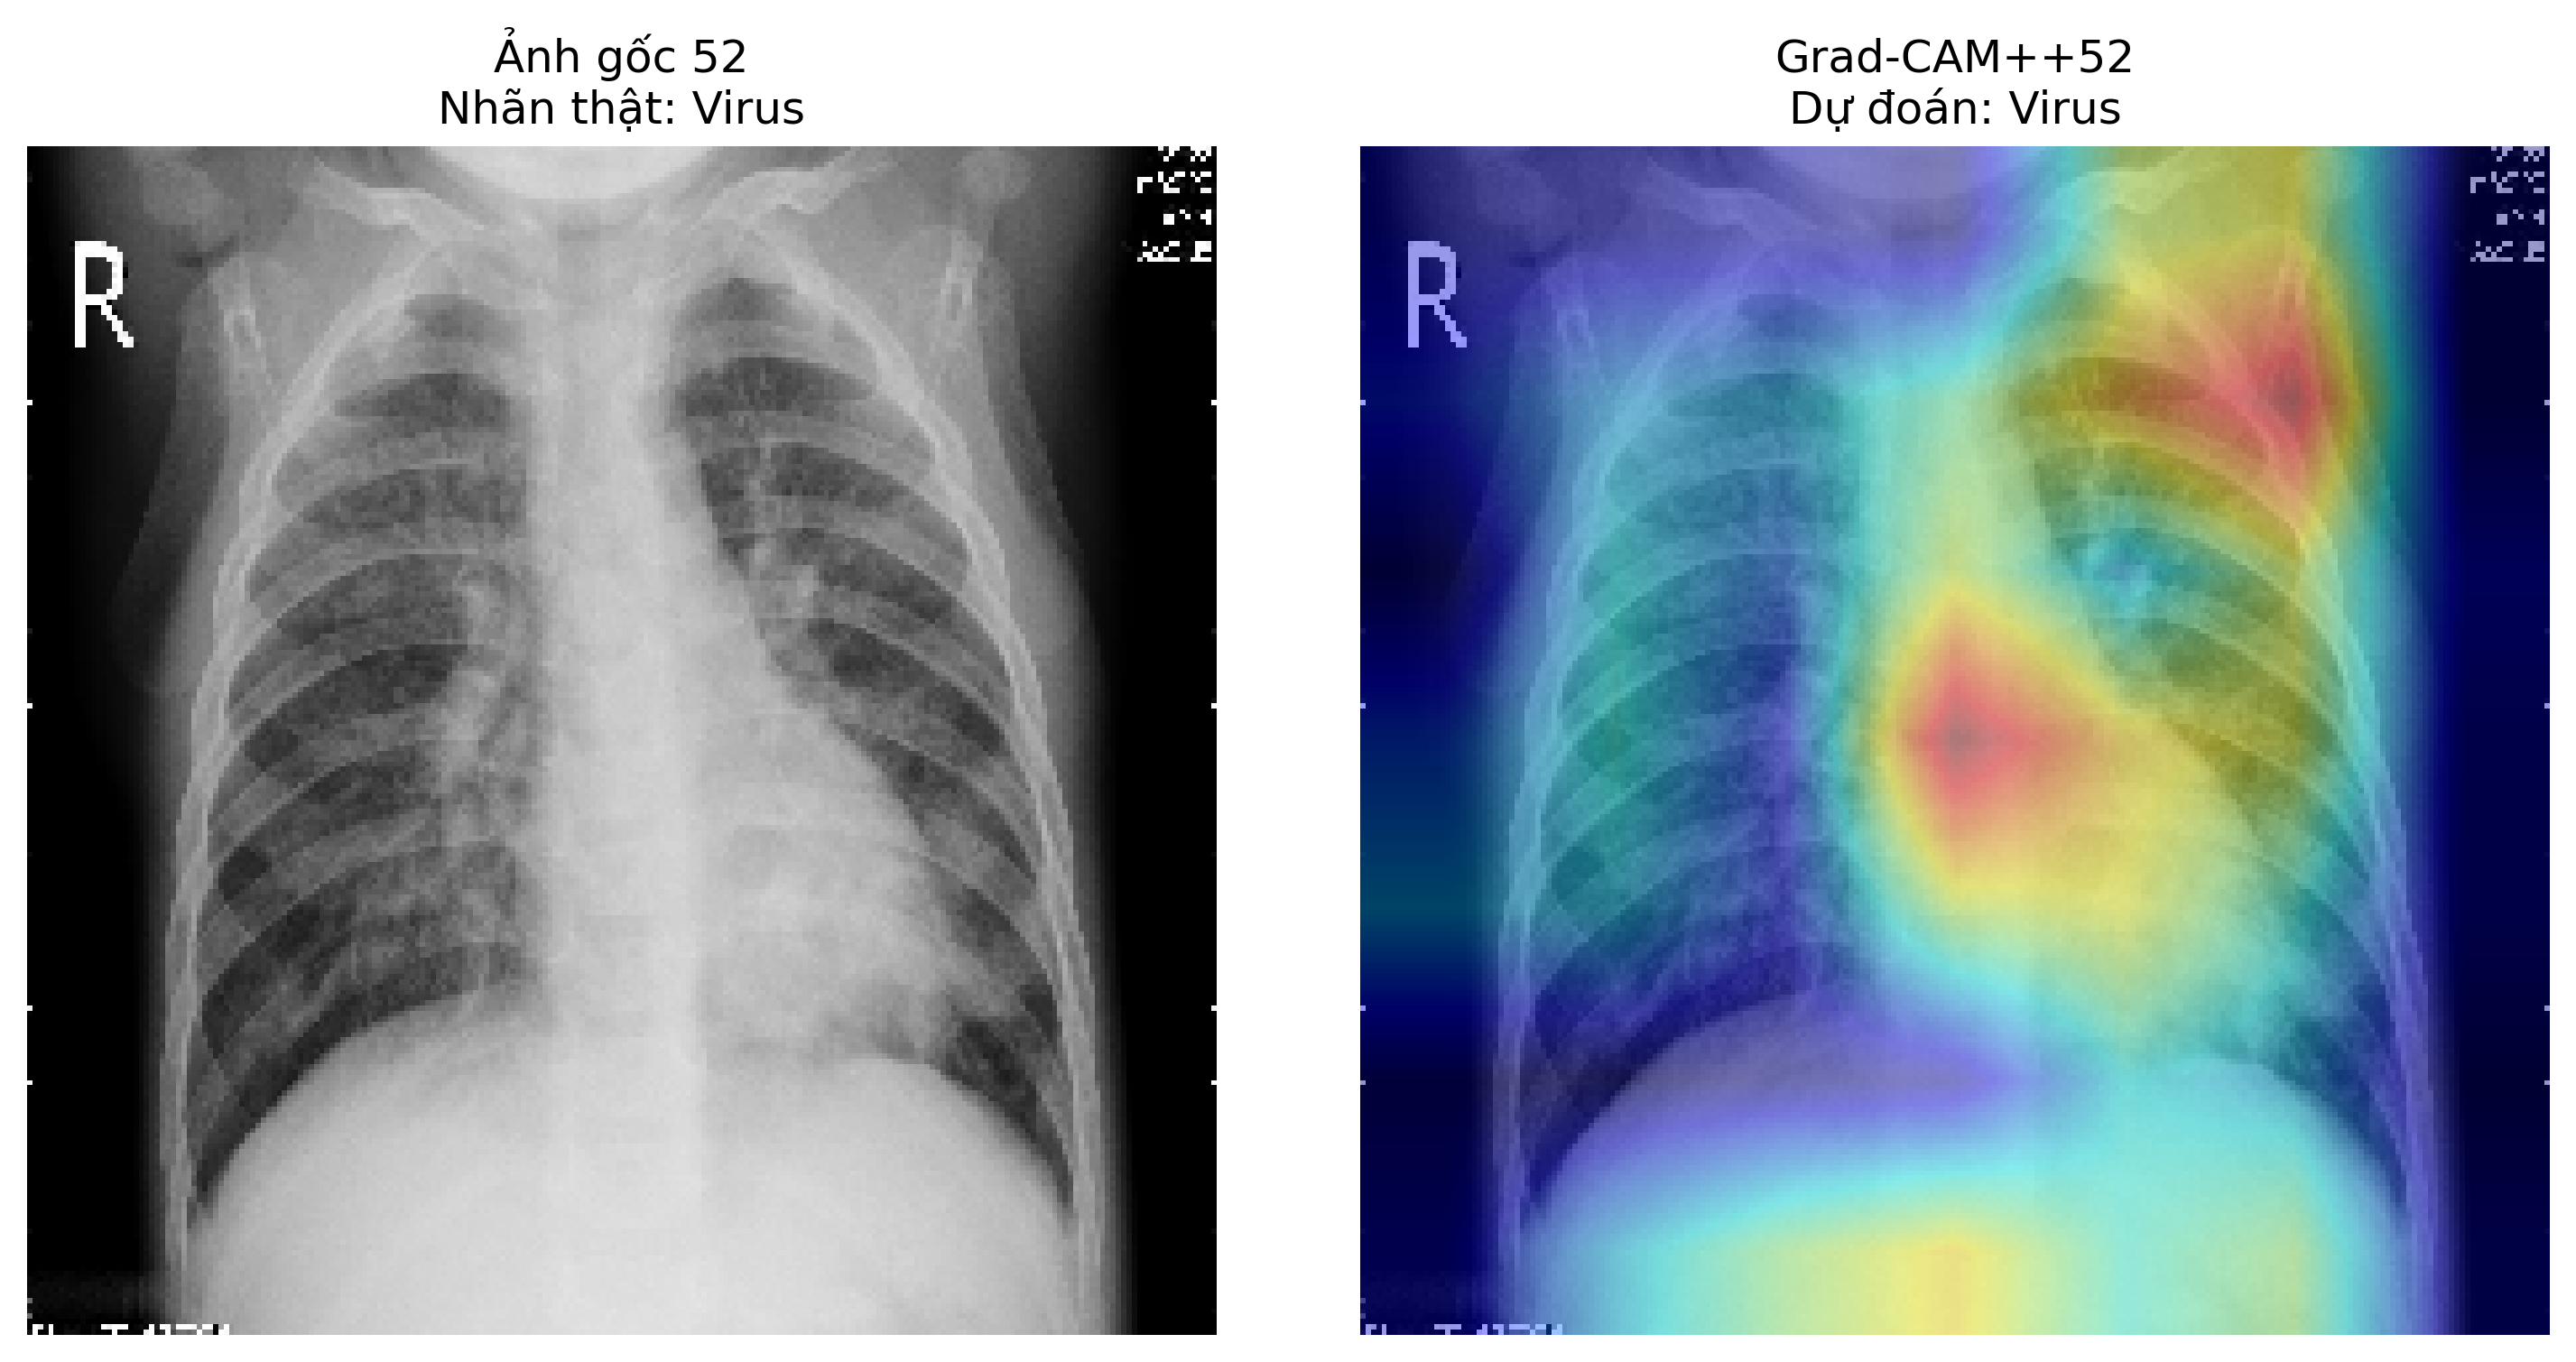 Ảnh gốc 52
Nhãn thật: Virus
Grad-CAM++52
Dự đoán: Virus
R
R